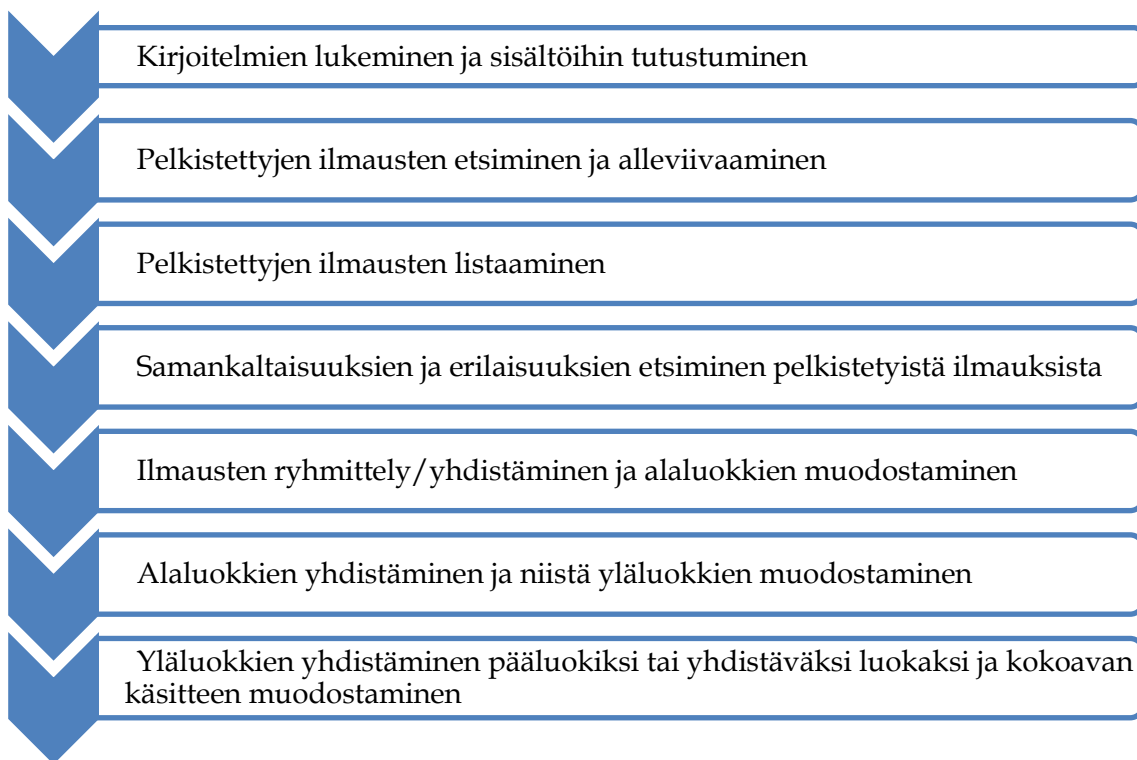 Kirjoitelmien lukeminen ja sisältöihin tutustuminen
Pelkistettyjen ilmausten etsiminen ja alleviivaaminen
Pelkistettyjen ilmausten listaaminen
Samankaltaisuuksien ja erilaisuuksien etsiminen pelkistetyistä ilmauksista
Ilmausten ryhmittely/yhdistäminen ja alaluokkien muodostaminen
Alaluokkien yhdistäminen ja niistä yläluokkien muodostaminen
Yläluokkien yhdistäminen pääluokiksi tai yhdistäväksi luokaksi ja kokoavan
käsitteen muodostaminen